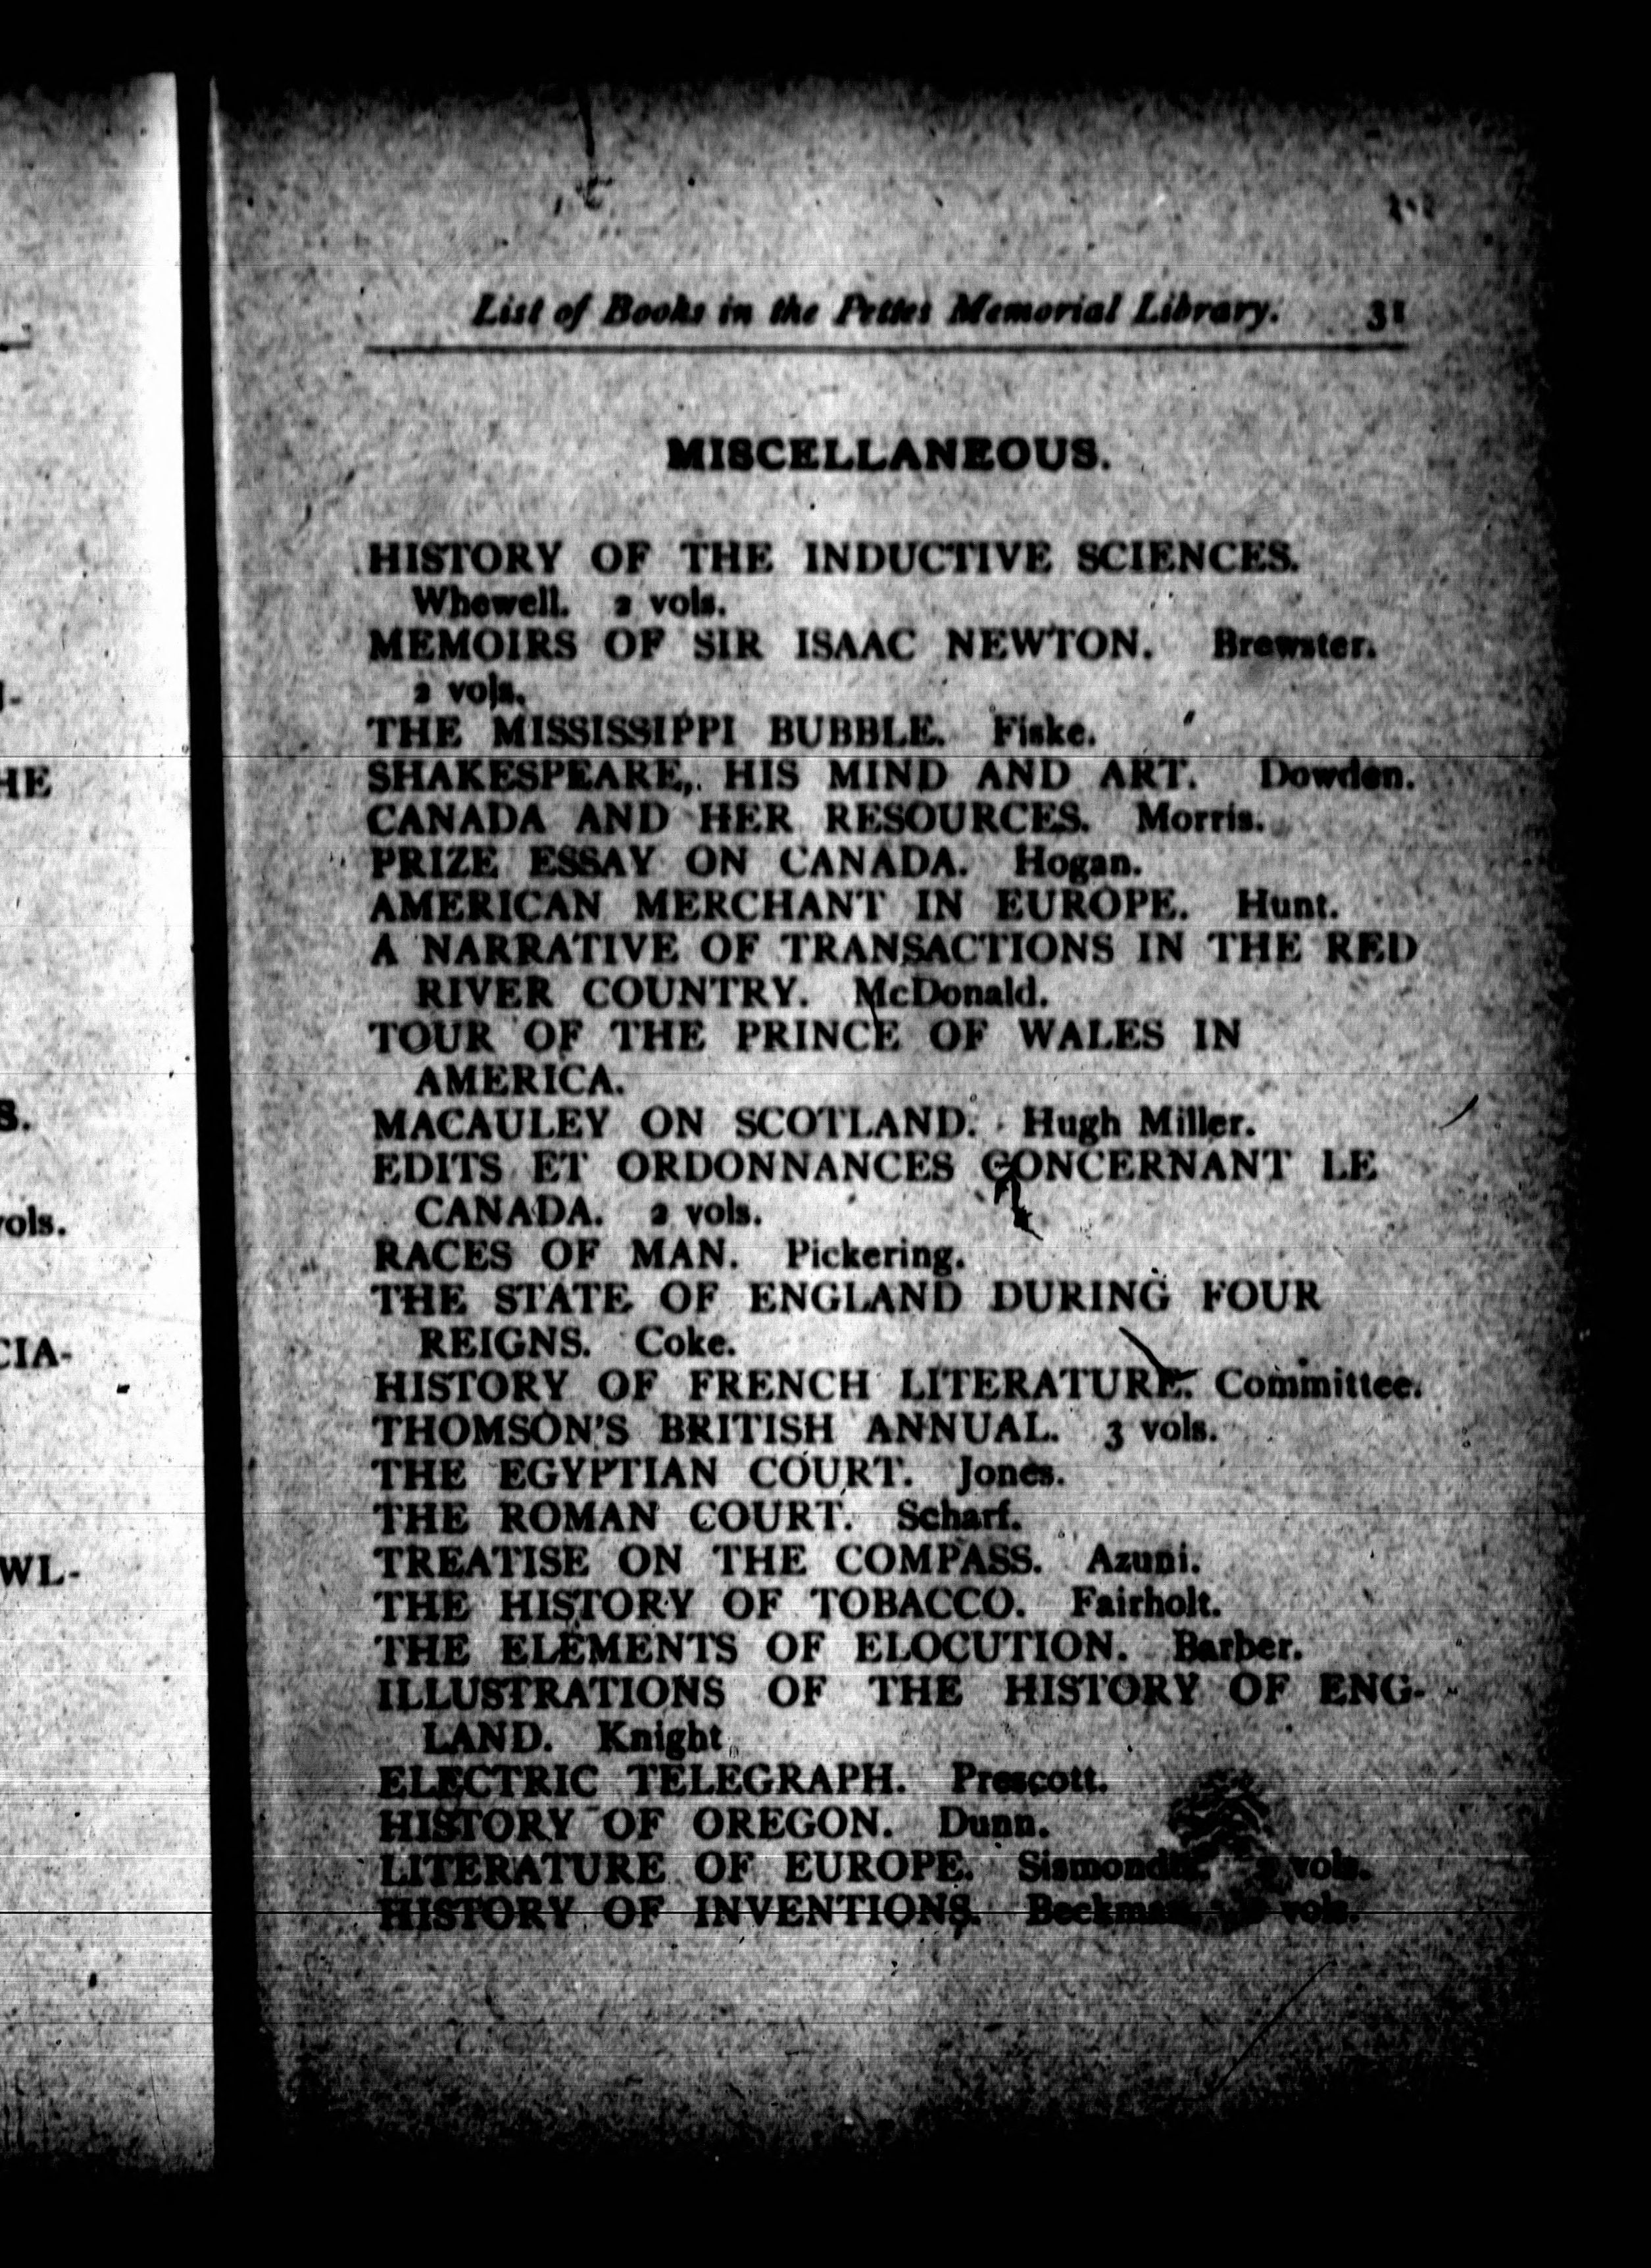 List of Books in the Pettes Memorial Library. 31
MISCELLANEOUS.
HISTORY OF THE INDUCTIVE SCIENCES.
Whewell. 2 vols.
MEMOIRS OF SIR ISAAC NEWTON. Brewster.
2 vols.
THE MISSISSIPPI BUBBLE. Fiske.
SHAKESPEARE, HIS MIND AND ART. Dowden.
CANADA AND HER RESOURCES. Morris.
PRIZE ESSAY ON CANADA. Hogan.
AMERICAN MERCHANT IN EUROPE. Hunt.
A NARRATIVE OF TRANSACTIONS IN THE RED
RIVER COUNTRY. McDonald.
TOUR OF THE PRINCE OF WALES IN
AMERICA.
MACAULEY ON SCOTLAND. Hugh Miller.
EDITS ET ORDONNANCES CONCERNANT LE
CANADA. 2 vols.
RACES OF MAN. Pickering.
THE STATE OF ENGLAND DURING FOUR
REIGNS. Coke.
HISTORY OF FRENCH LITERATURE. Committee.
THOMSON'S BRITISH ANNUAL. 3 vols.
THE EGYPTIAN COURT. Jones.
THE ROMAN COURT. Scharf.
TREATISE ON THE COMPASS. Azuni.
THE HISTORY OF TOBACCO. Fairholt.
THE ELEMENTS OF ELOCUTION. Barber.
ILLUSTRATIONS OF THE HISTORY OF ENG-
LAND. Knight
ELECTRIC TELEGRAPH. Prescott.
HISTORY OF OREGON. Dunn.
LITERATURE OF EUROPE. vols.
HISTORY OF INVENTIONS. vols.
HE
S.
vols.
CIA-
WL-